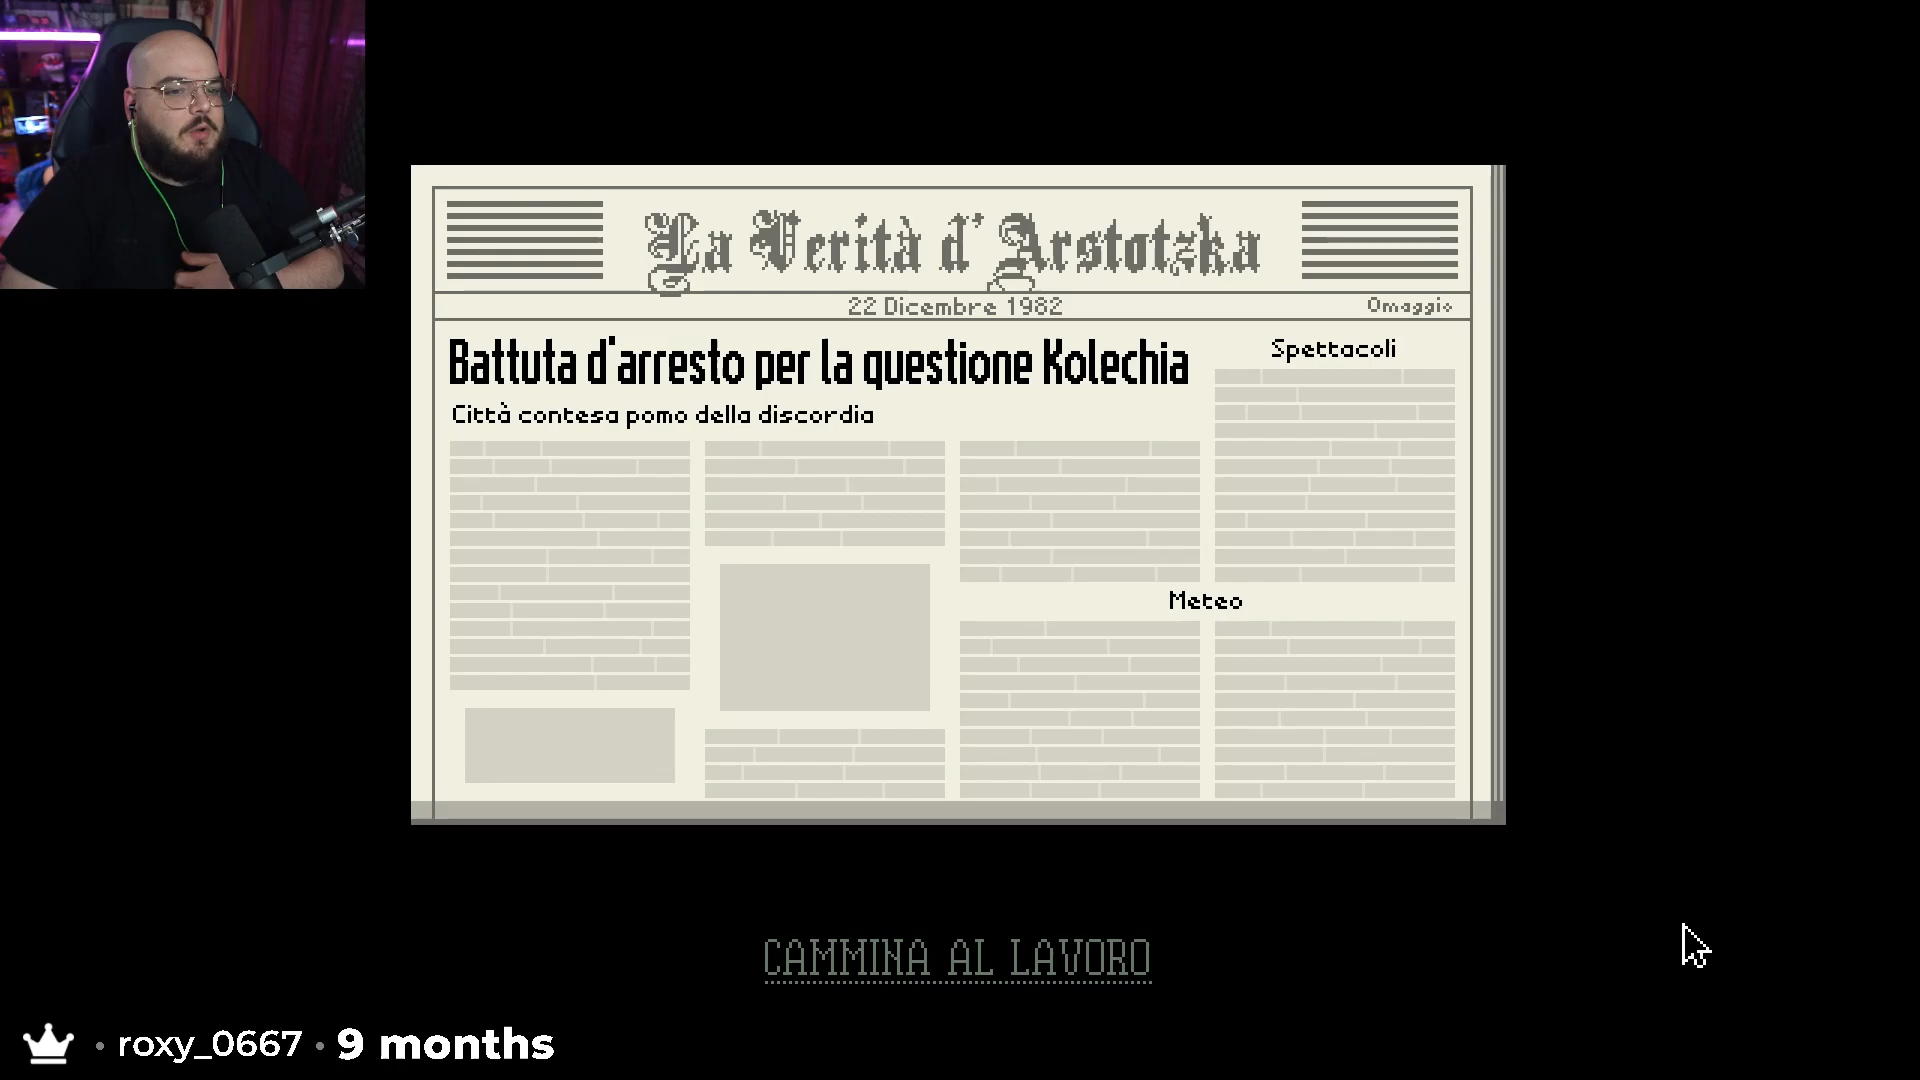 La Verità d'Arstotzka
22 Dicembre 1982
Omaggio
Battuta d'arresto per la questione Kolechia
Spettacoli
Città contesa pomo della discordia
Meteo
CAMMINA AL LAVORO
• roxy_0667 • 9 months